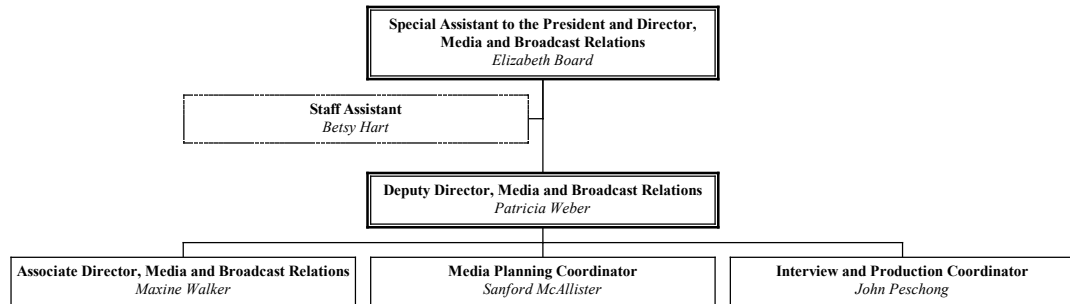 Special Assistant to the President and Director,
Media and Broadcast Relations
Elizabeth Board
Staff Assistant
Betsy Hart
Deputy Director, Media and Broadcast Relations
Patricia Weber
Associate Director, Media and Broadcast Relations
Maxine Walker
Media Planning Coordinator
Sanford McAllister
Interview and Production Coordinator
John Peschong